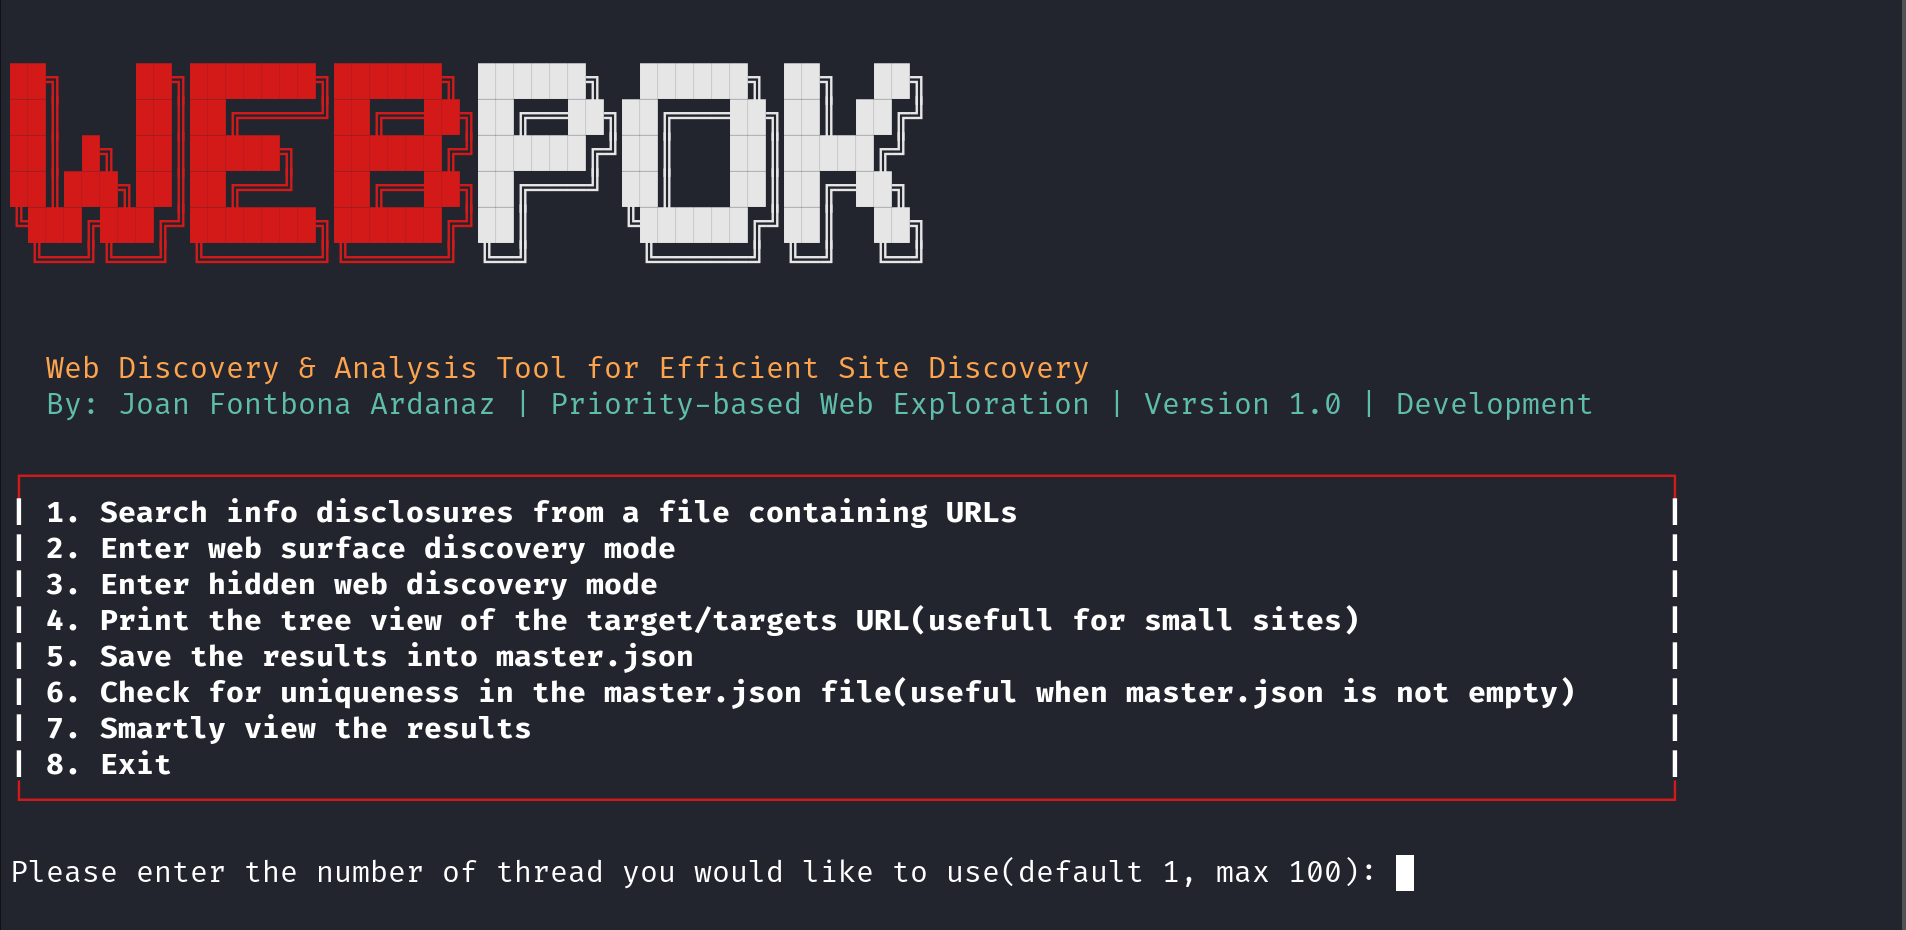 WEBPOK
Web Discovery & Analysis Tool for Efficient Site Discovery
By: Joan Fontbona Ardanaz | Priority-based Web Exploration | Version 1.0 | Development
1. Search info disclosures from a file containing URLs
2. Enter web surface discovery mode
3. Enter hidden web discovery mode
4. Print the tree view of the target/targets URL(usefull for small sites)
5. Save the results into master.json
6. Check for uniqueness in the master.json file(useful when master.json is not empty)
7. Smartly view the results
8. Exit
Please enter the number of thread you would like to use(default 1, max 100):